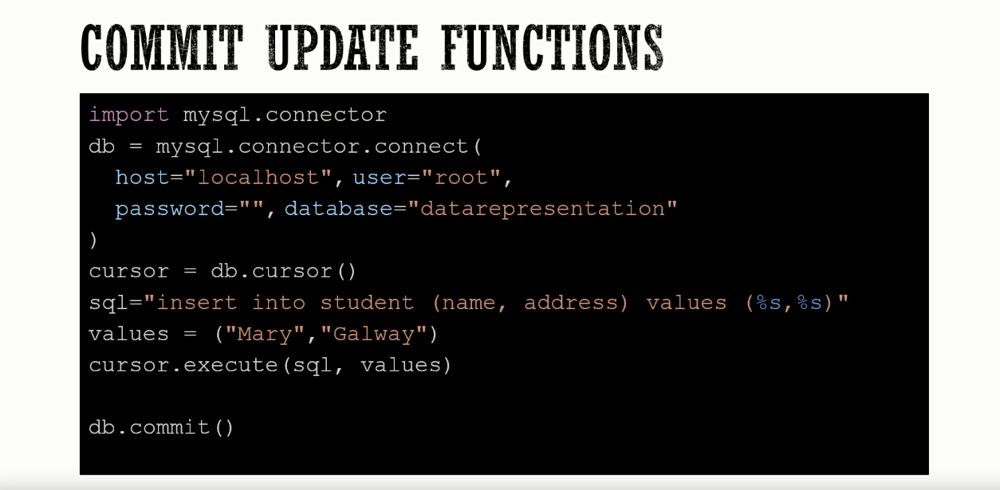 COMMIT UPDATE FUNCTIONS
import mysql.connector
db = mysql.connector.connect(
  host="localhost", user="root",
  password="", database="datarepresentation"
)
cursor = db.cursor()
sql="insert into student (name, address) values (%s,%s)"
values = ("Mary","Galway")
cursor.execute(sql, values)
db.commit()